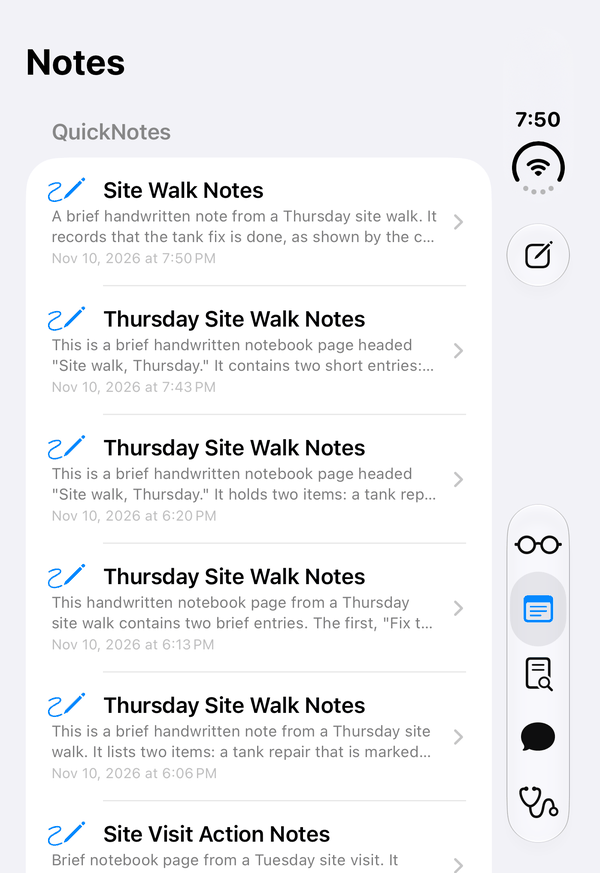 Notes
7:50
QuickNotes
Site Walk Notes
A brief handwritten note from a Thursday site walk. It
records that the tank fix is done, as shown by the c...
Nov 10, 2026 at 7:50 PM
Thursday Site Walk Notes
This is a brief handwritten notebook page headed
"Site walk, Thursday." It contains two short entries:...
Nov 10, 2026 at 7:43 PM
Thursday Site Walk Notes
This is a brief handwritten notebook page headed
"Site walk, Thursday." It holds two items: a tank rep...
Nov 10, 2026 at 6:20 PM
Thursday Site Walk Notes
This handwritten notebook page from a Thursday
site walk contains two brief entries. The first, "Fix t...
Nov 10, 2026 at 6:13 PM
Thursday Site Walk Notes
This is a brief handwritten note from a Thursday site
walk. It lists two items: a tank repair that is marked...
Nov 10, 2026 at 6:06 PM
Site Visit Action Notes
Brief notebook page from a Tuesday site visit. It